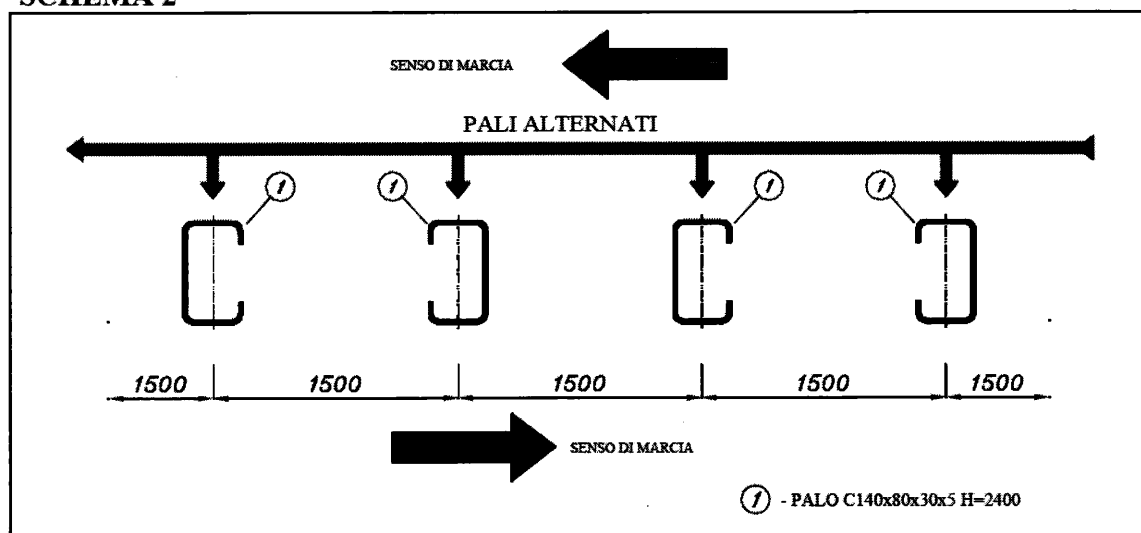 SCHEMA 2
SENSO DI MARCIA
PALI ALTERNATI
1 1 1 1
1500 1500 1500 1500 1500
SENSO DI MARCIA
1 - PALO C140x80x30x5 H=2400